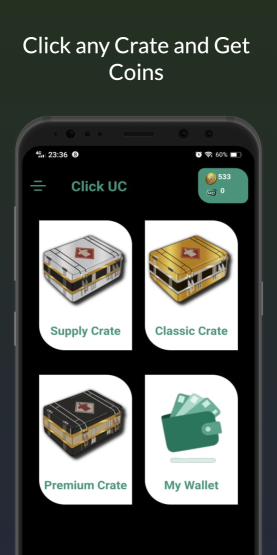 Click any Crate and Get
Coins
4G 23:36 60%
Click UC
533
0
Supply Crate
Classic Crate
Premium Crate
My Wallet